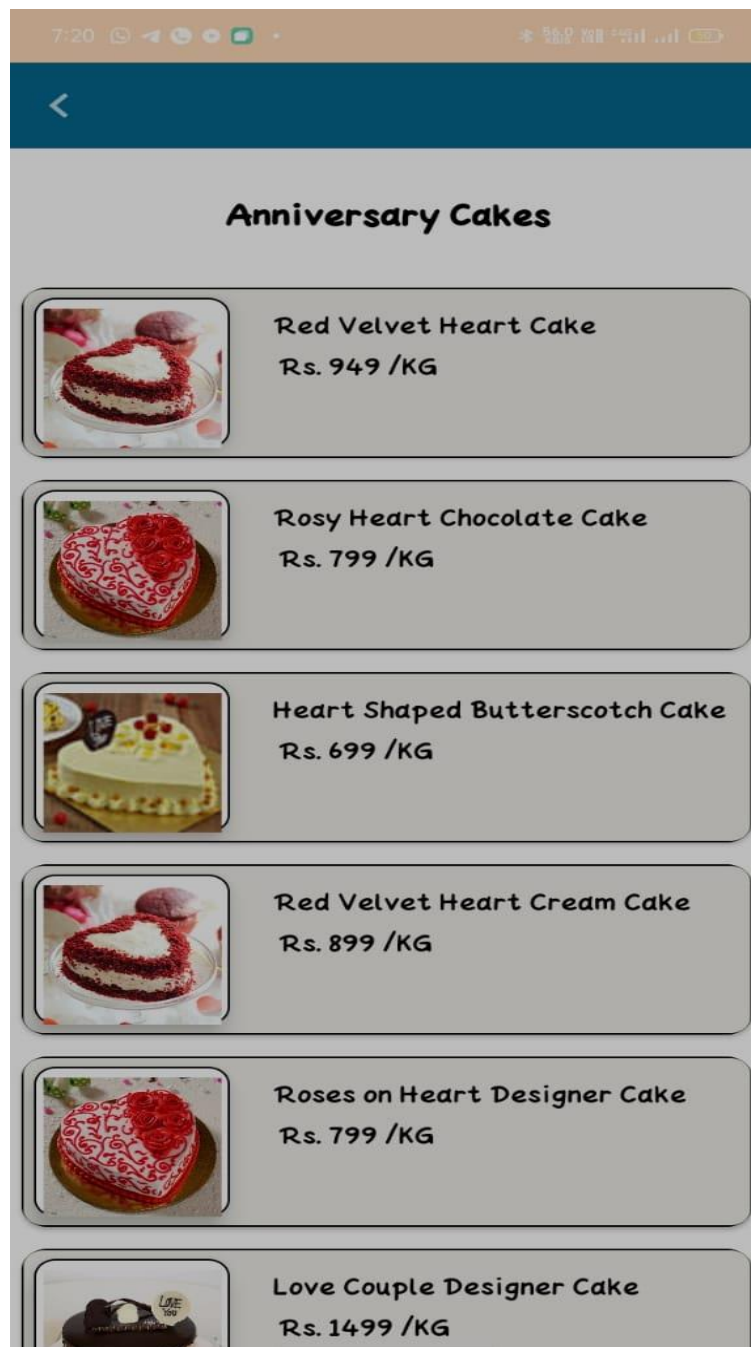 7:20
Anniversary Cakes
Red Velvet Heart Cake
Rs. 949 /KG
Rosy Heart Chocolate Cake
Rs. 799 /KG
Heart Shaped Butterscotch Cake
Rs. 699 /KG
Red Velvet Heart Cream Cake
Rs. 899 /KG
Roses on Heart Designer Cake
Rs. 799 /KG
LOVE
YOU
Love Couple Designer Cake
Rs. 1499 /KG